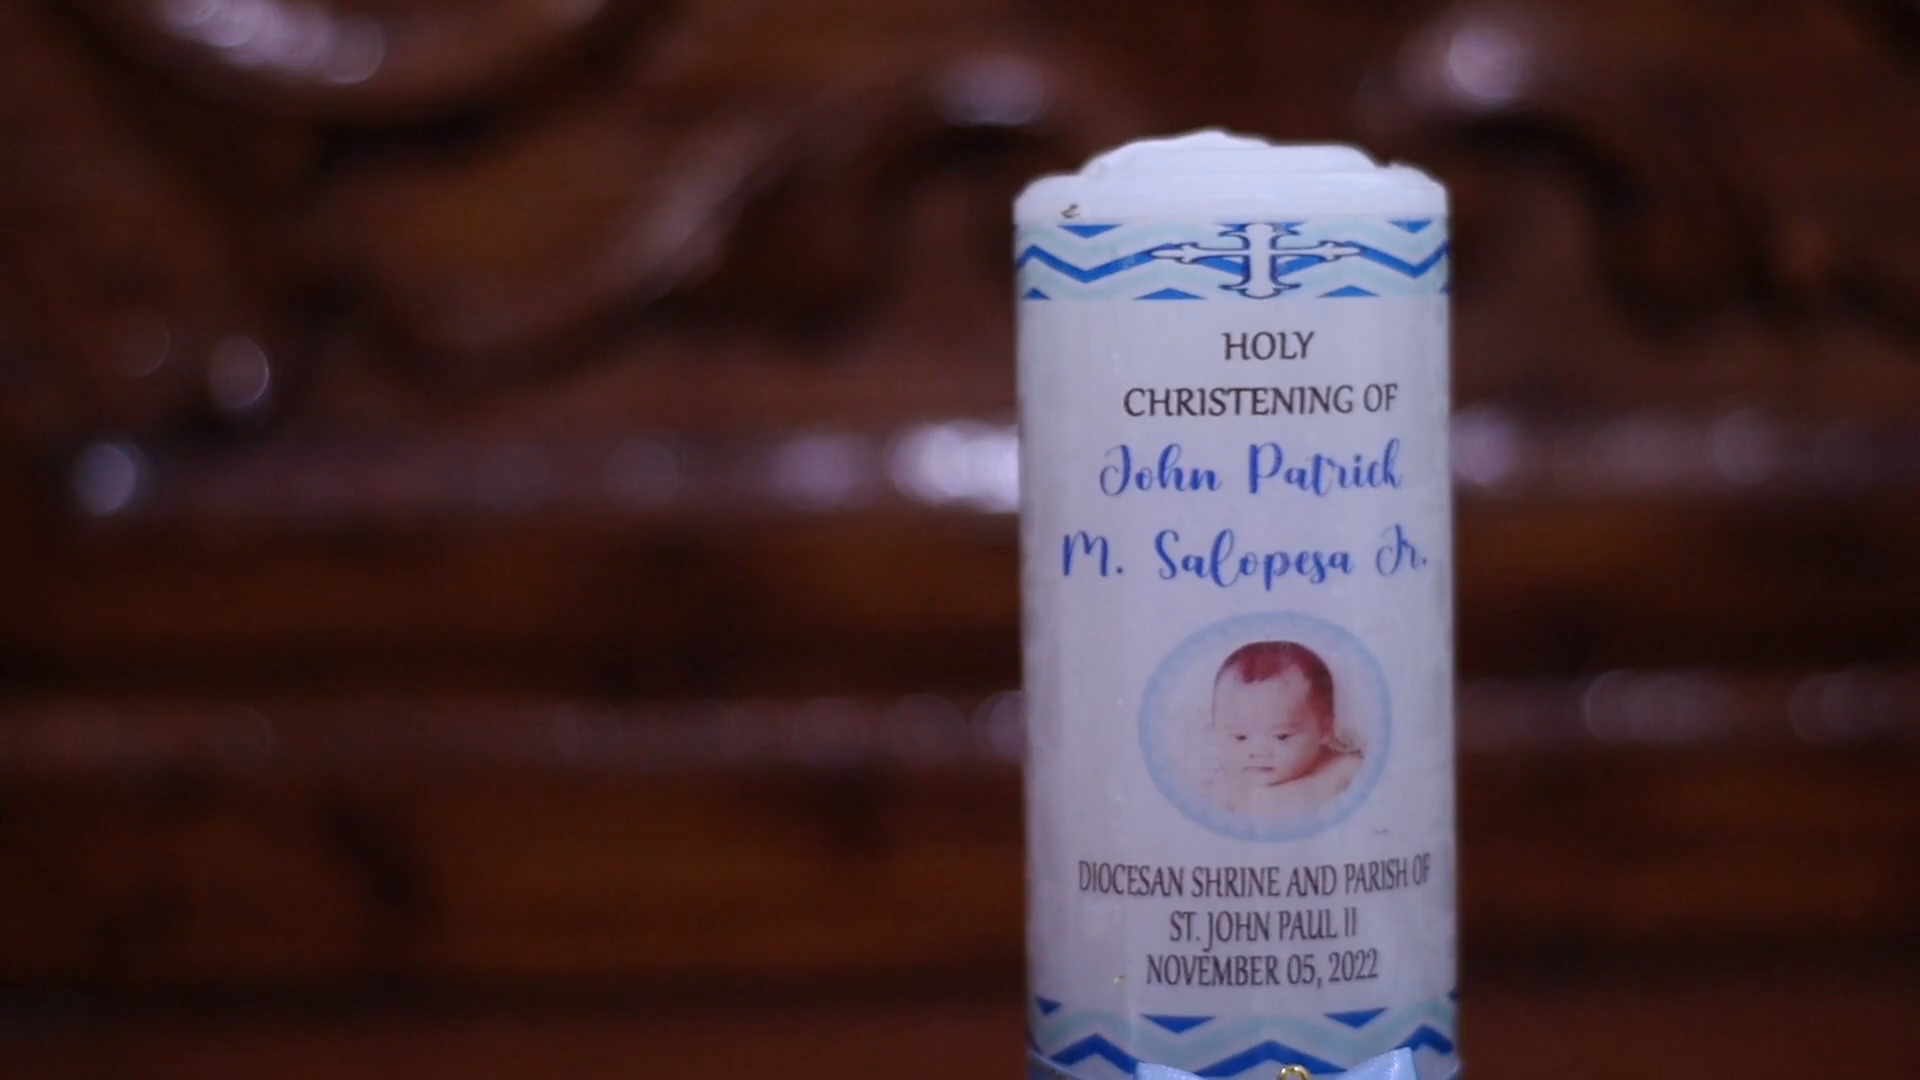 HOLY
CHRISTENING OF
John Patrick
M. Salopesa Jr.
DIOCESAN SHRINE AND PARISH OF
ST. JOHN PAUL II
NOVEMBER 05, 2022